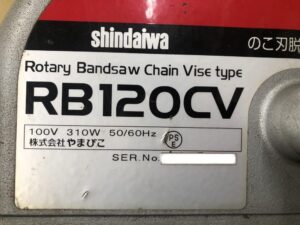 shindaiwa
のこ刃脱
Rotary Bandsaw Chain Vise type
RB120CV
100V 310W 50/60Hz
PS
E
株式会社やまびこ
SER.No.